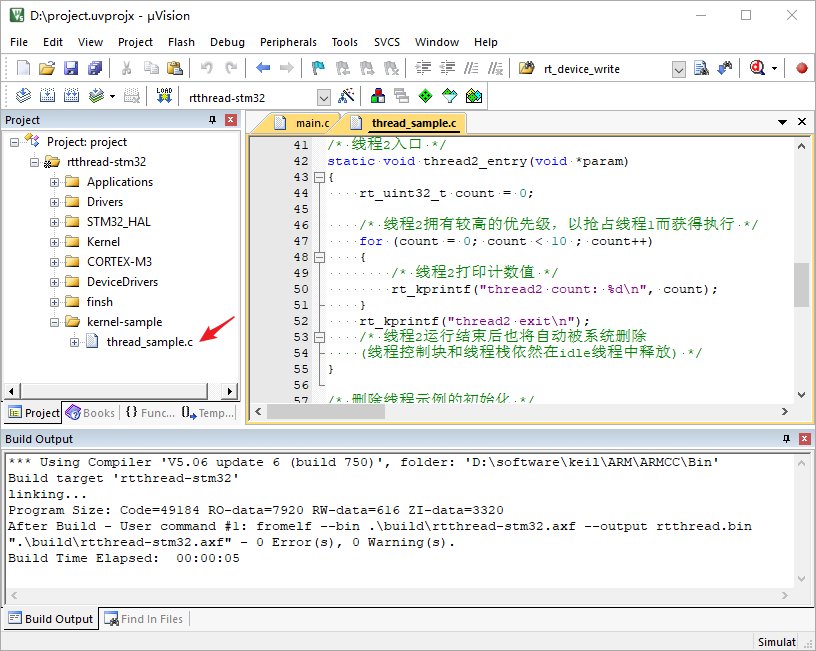 D:\project.uvprojx - µVision
File Edit View Project Flash Debug Peripherals Tools SVCS Window Help
rt_device_write
LOAD rtthread-stm32
Project
Project: project
rtthread-stm32
Applications
Drivers
STM32_HAL
Kernel
CORTEX-M3
DeviceDrivers
finsh
kernel-sample
thread_sample.c
Project Books {} Func... {} Temp...
main.c thread_sample.c
41 /* 线程2入口 */
42 static void thread2_entry(void *param)
43 {
44 rt_uint32_t count = 0;
45
46 /* 线程2拥有较高的优先级，以抢占线程1而获得执行 */
47 for (count = 0; count < 10 ; count++)
48 {
49 /* 线程2打印计数值 */
50 rt_kprintf("thread2 count: %d\n", count);
51 }
52 rt_kprintf("thread2 exit\n");
53 /* 线程2运行结束后也将自动被系统删除
54 (线程控制块和线程栈依然在idle线程中释放) */
55 }
56
57 /* 删除线程示例的初始化 */
Build Output
*** Using Compiler 'V5.06 update 6 (build 750)', folder: 'D:\software\keil\ARM\ARMCC\Bin'
Build target 'rtthread-stm32'
linking...
Program Size: Code=49184 RO-data=7920 RW-data=616 ZI-data=3320
After Build - User command #1: fromelf --bin .\build\rtthread-stm32.axf --output rtthread.bin
".\build\rtthread-stm32.axf" - 0 Error(s), 0 Warning(s).
Build Time Elapsed:  00:00:05
Build Output Find In Files
Simulat